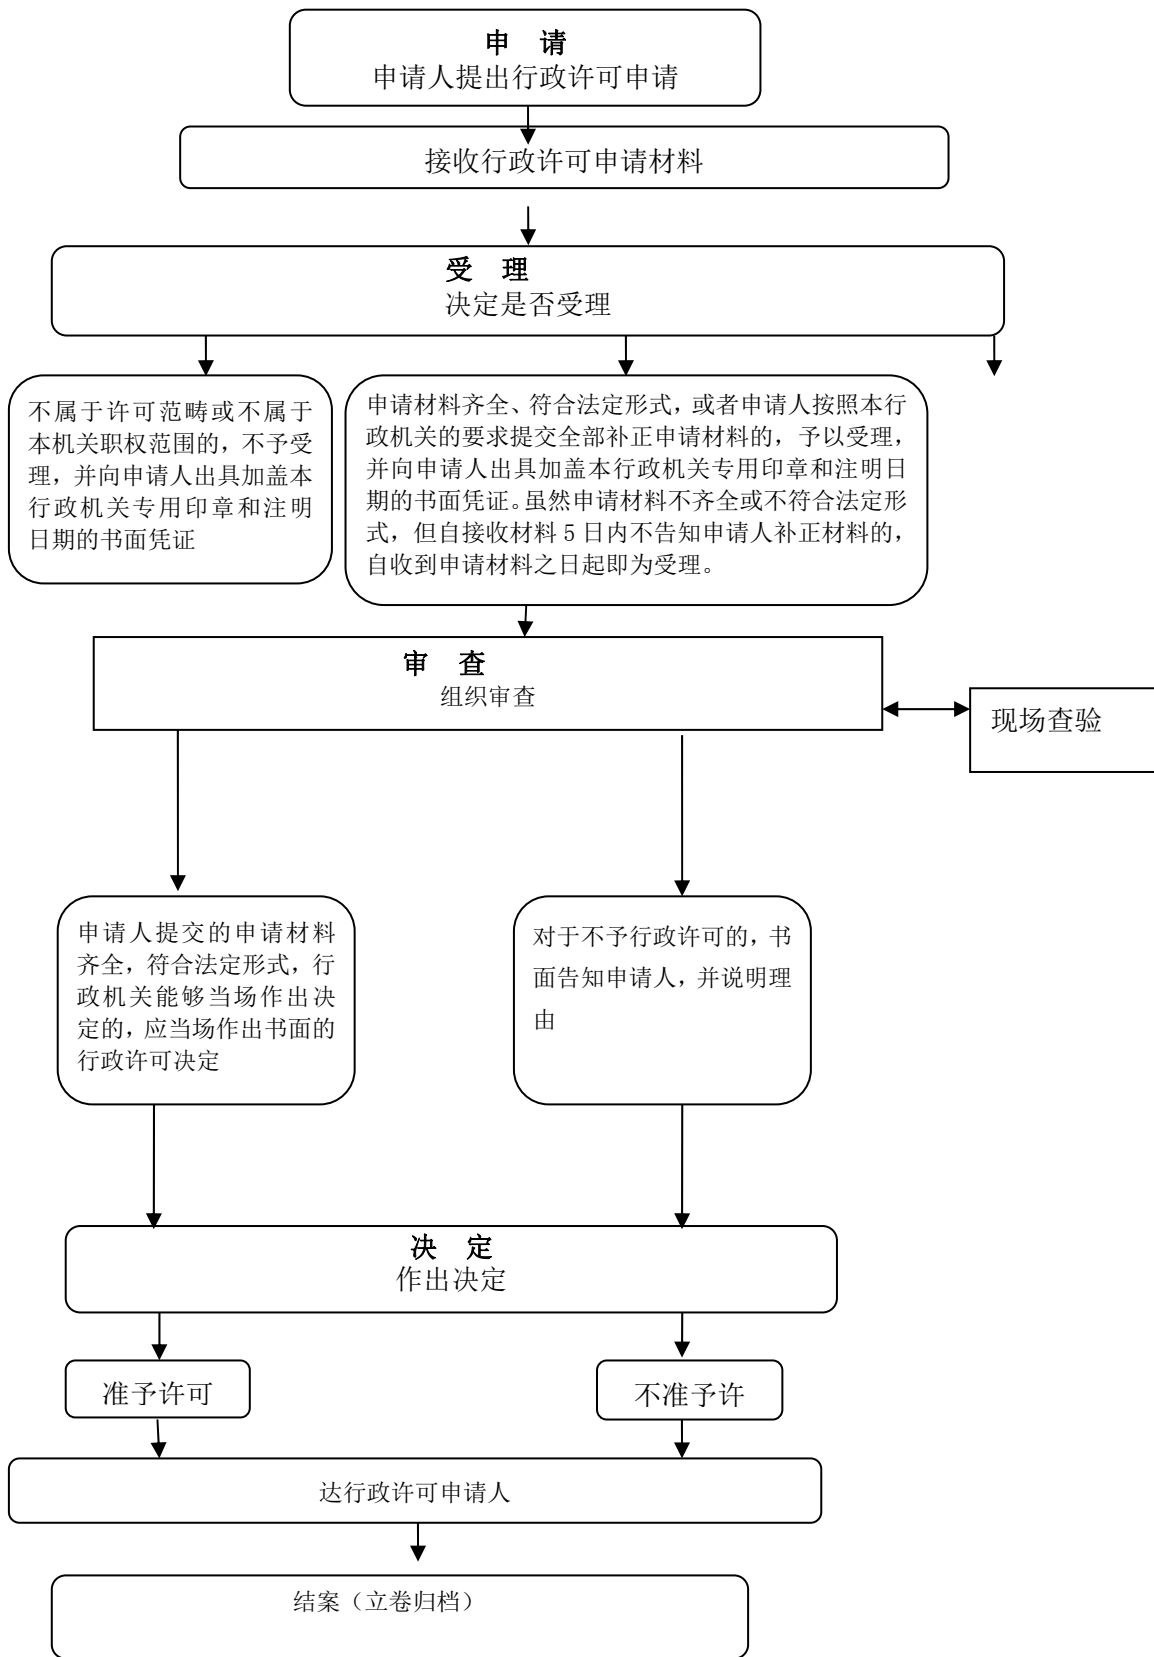 申 请
申请人提出行政许可申请
接收行政许可申请材料
受 理
决定是否受理
不属于许可范畴或不属于
本机关职权范围的，不予受
理，并向申请人出具加盖本
行政机关专用印章和注明
日期的书面凭证
申请材料齐全、符合法定形式，或者申请人按照本行
政机关的要求提交全部补正申请材料的，予以受理，
并向申请人出具加盖本行政机关专用印章和注明日
期的书面凭证。虽然申请材料不齐全或不符合法定形
式，但自接收材料 5 日内不告知申请人补正材料的，
自收到申请材料之日起即为受理。
审 查
组织审查
现场查验
申请人提交的申请材料
齐全，符合法定形式，行
政机关能够当场作出决
定的，应当场作出书面的
行政许可决定
对于不予行政许可的，书
面告知申请人，并说明理
由
决 定
作出决定
准予许可
不准予许
达行政许可申请人
结案（立卷归档）